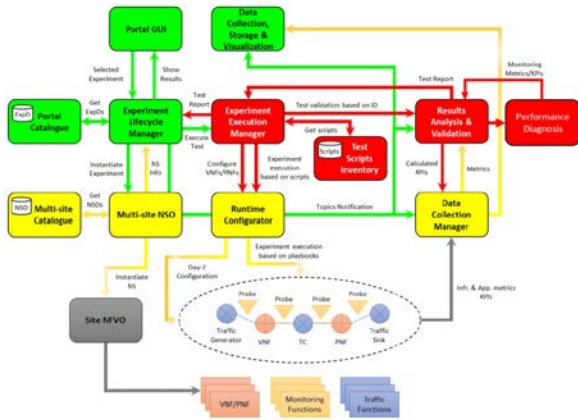 Portal GUI
Data
Collection,
Storage &
Visualization
Selected
Experiment
Show
Results
Monitoring
Metrics/KPIs
Test Report
ExpD
Portal
Catalogue
Get
ExpDs
Experiment
Lifecycle
Manager
Test
Report
Execute
Test
Experiment
Execution
Manager
Test validation based on ID
Get scripts
Results
Analysis &
Validation
Performance
Diagnosis
Scripts
Test
Scripts
Inventory
Instantiate
Experiment
NS
Info
Configure
VNFs/PNFs
Experiment
execution
based on scripts
Calculated
KPIs
Metrics
NSD
Multi-site
Catalogue
Get
NSDs
Multi-site NSO
Runtime
Configurator
Topics Notification
Data
Collection
Manager
Instantiate
NS
Day-2
Configuration
Experiment execution
based on playbooks
Infr. & App. metrics
KPIs
Site NFVO
Probe
Probe
Probe
Probe
Traffic
Generator
VNF
TC
PNF
Traffic
Sink
VNF/PNF
Monitoring
Functions
Traffic
Functions